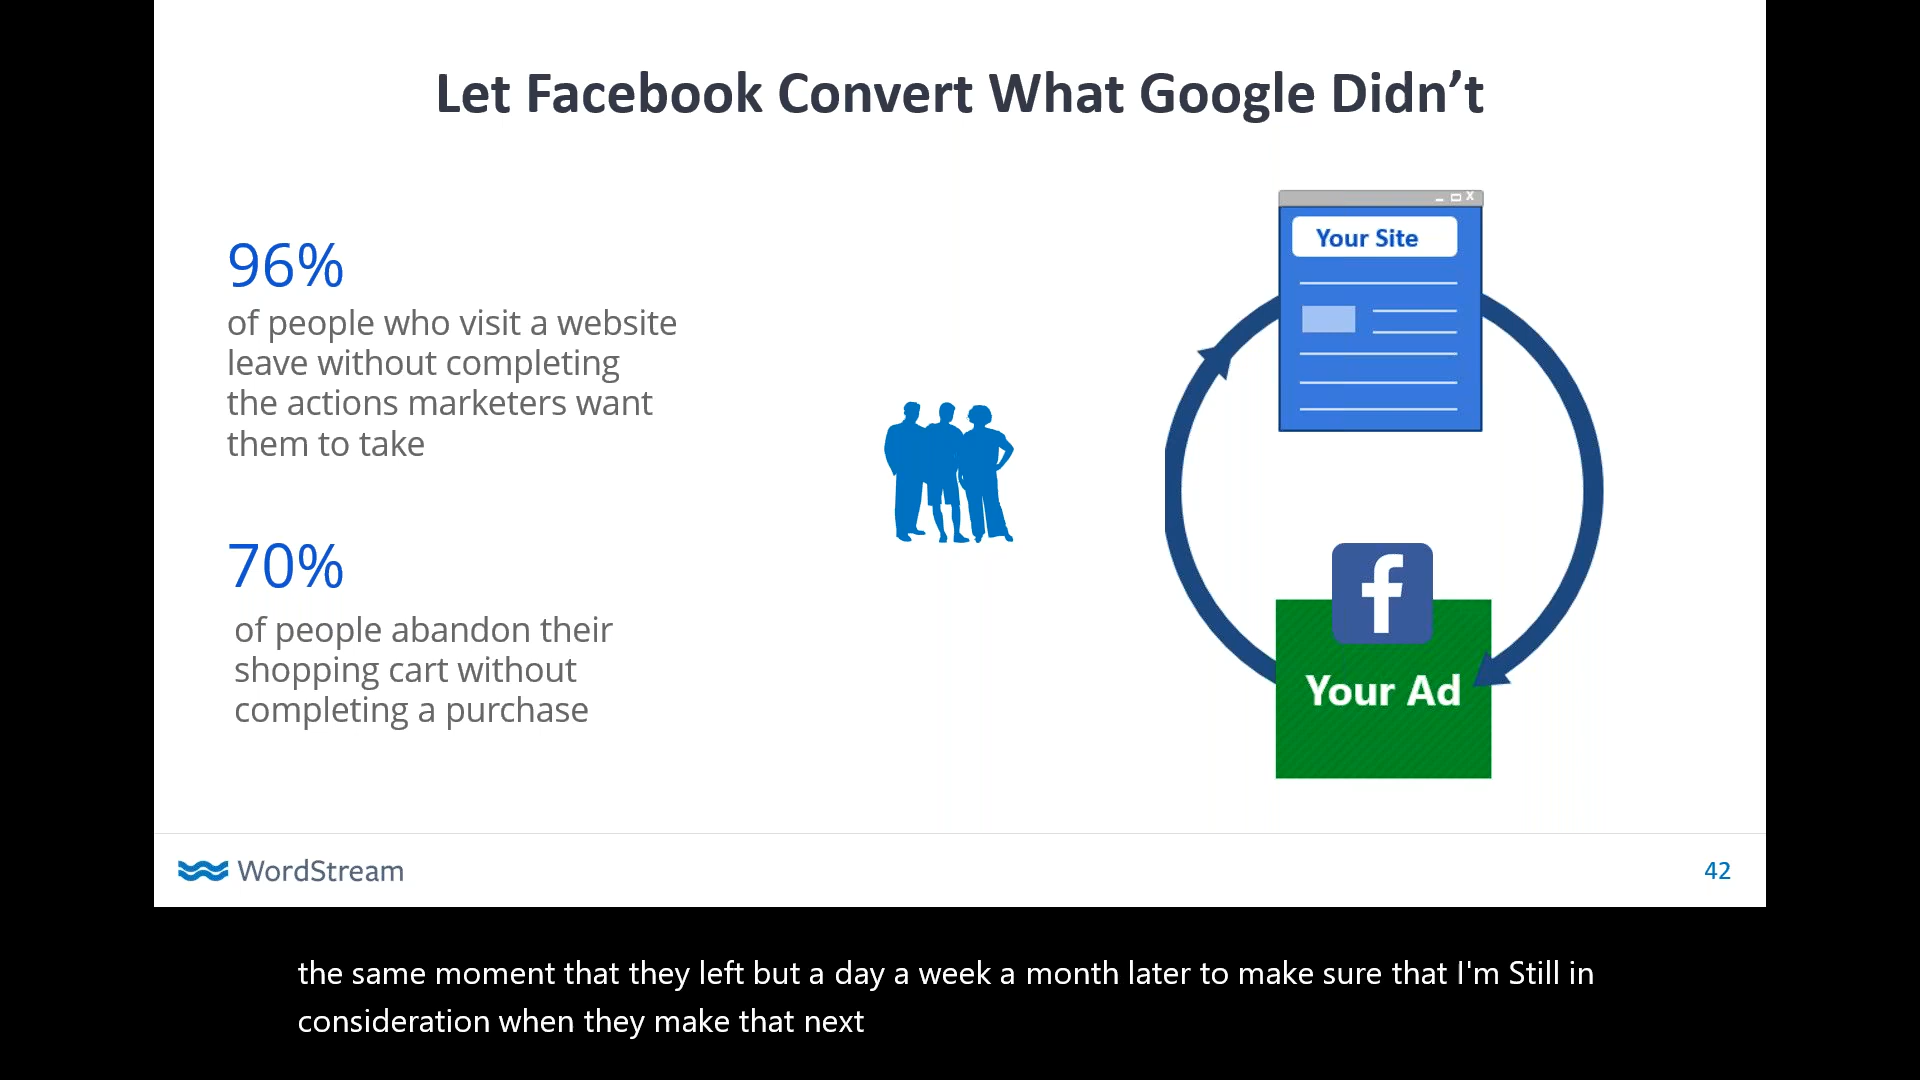 Let Facebook Convert What Google Didn’t
96%
of people who visit a website
leave without completing
the actions marketers want
them to take
70%
of people abandon their
shopping cart without
completing a purchase
Your Site
f
Your Ad
WordStream
42
the same moment that they left but a day a week a month later to make sure that I'm Still in
consideration when they make that next